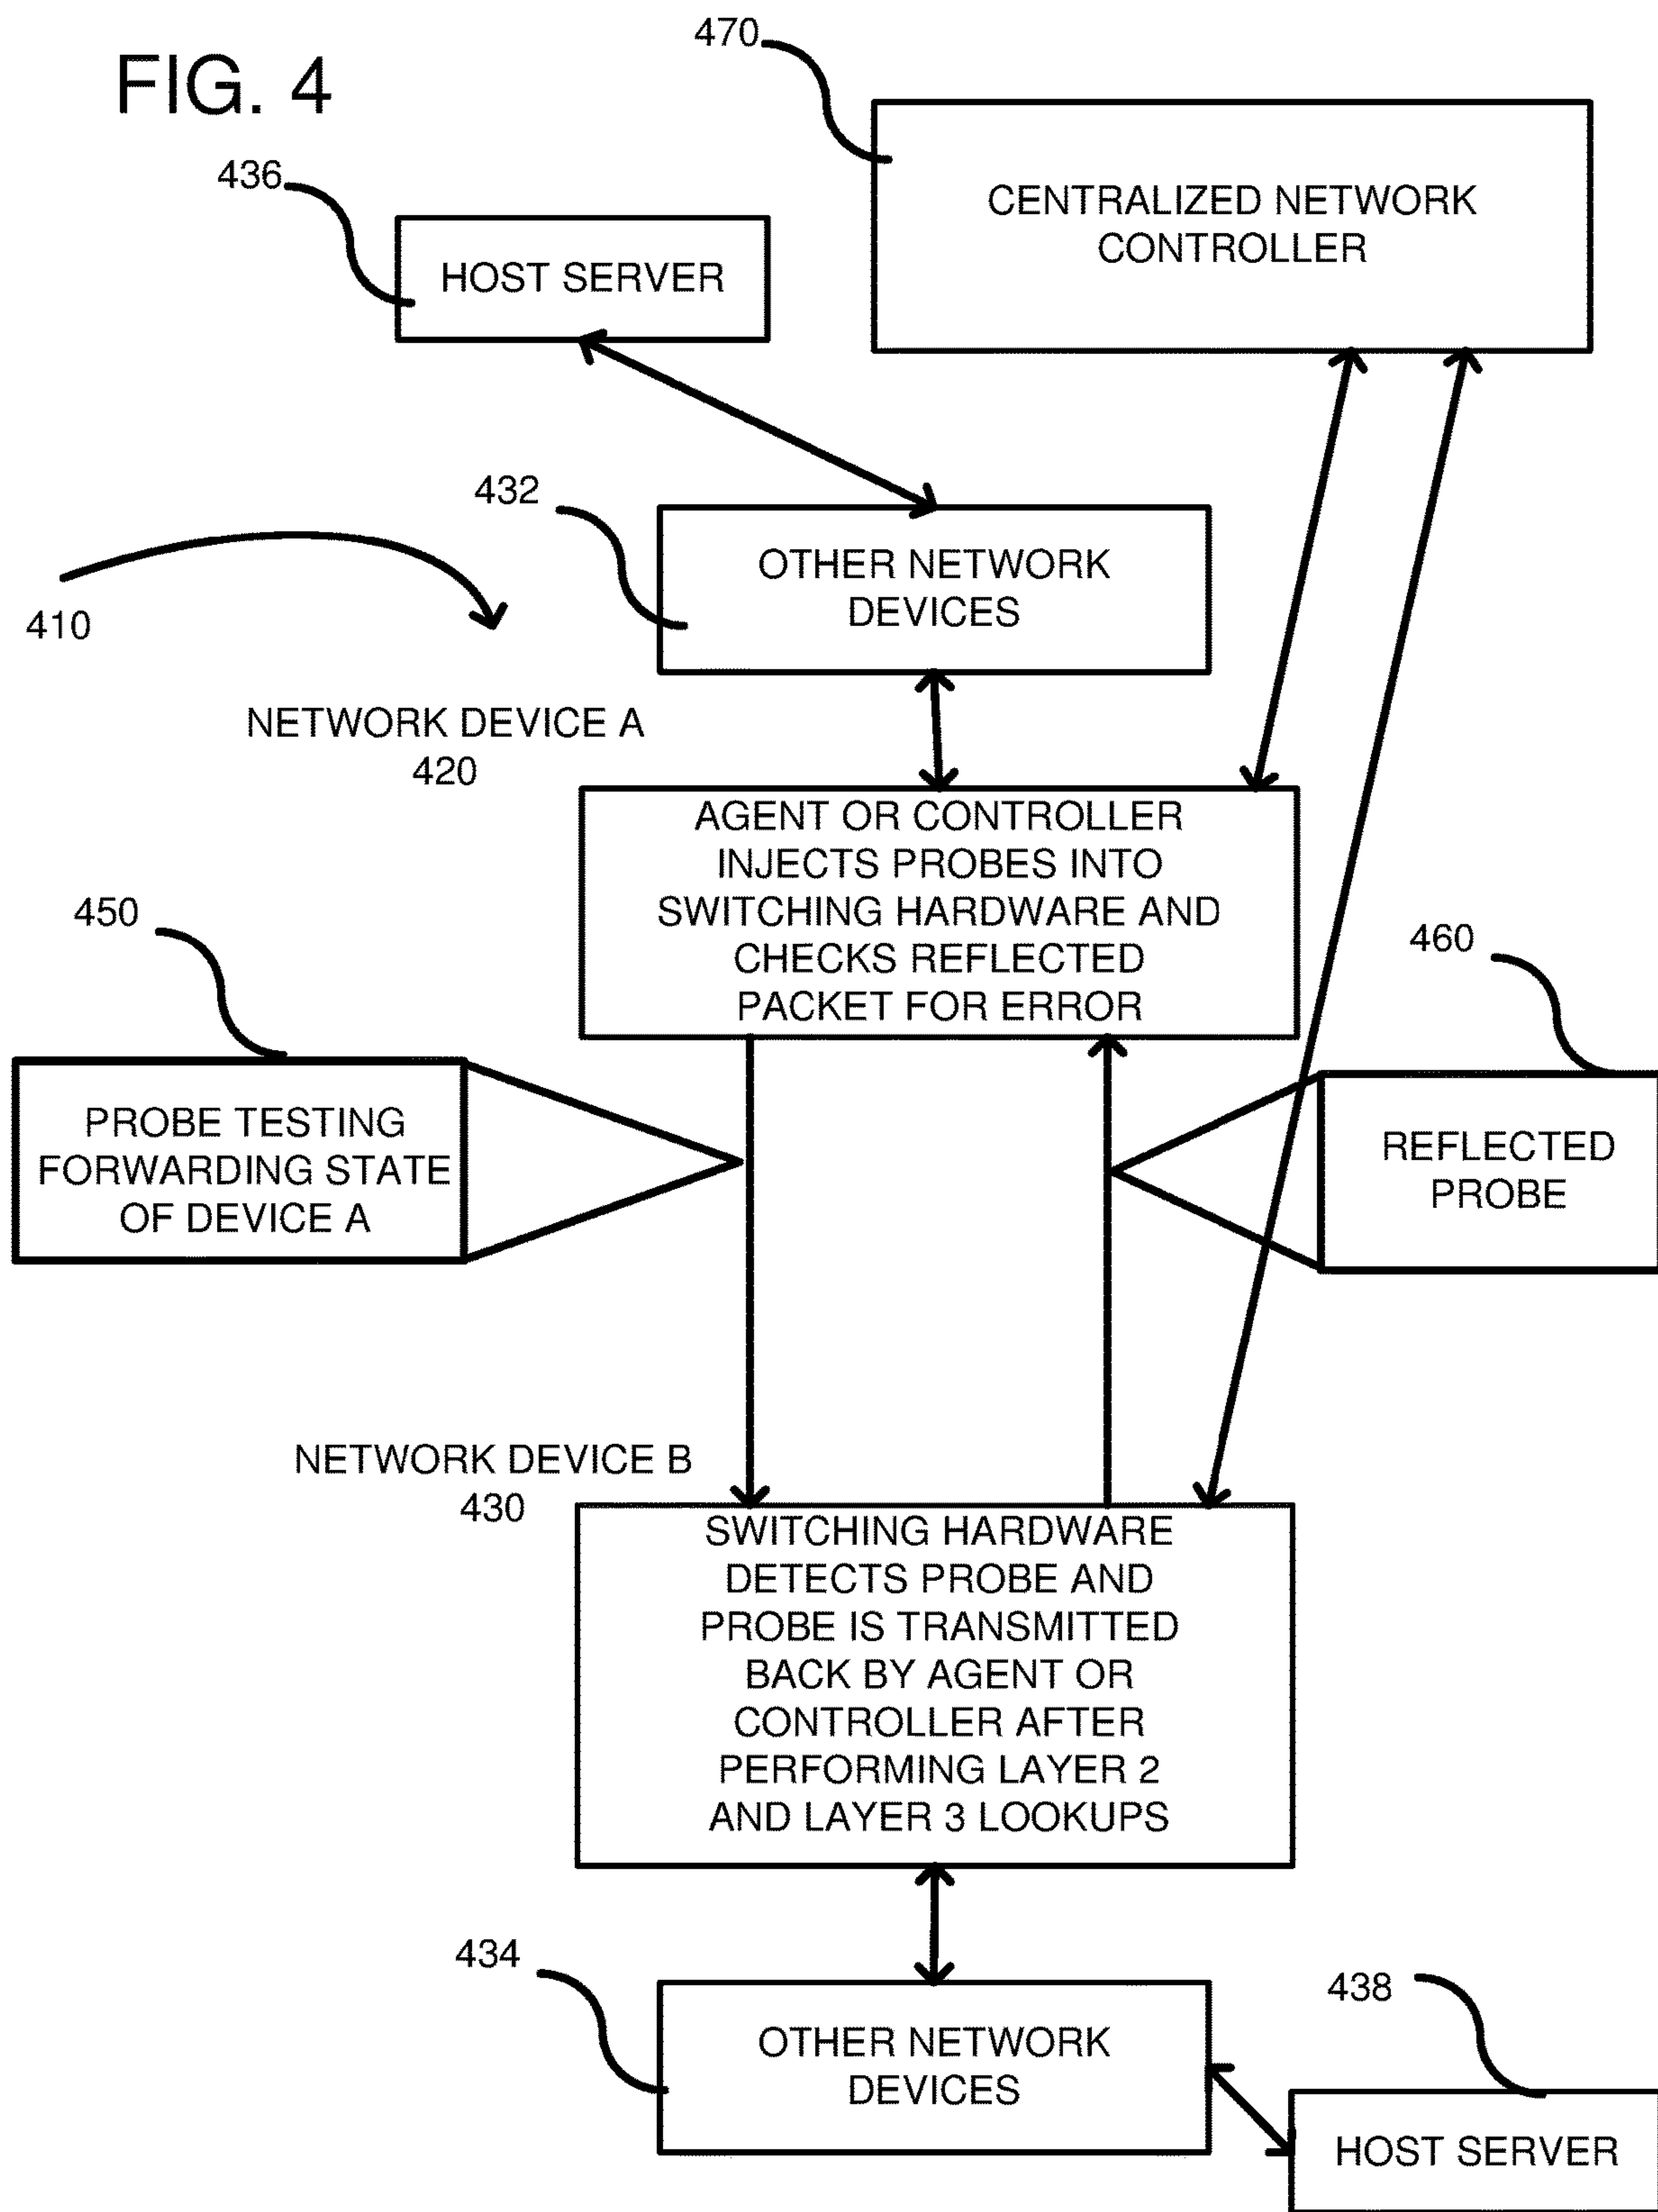 FIG. 4
470
CENTRALIZED NETWORK
CONTROLLER
436
HOST SERVER
432
OTHER NETWORK
DEVICES
410
NETWORK DEVICE A
420
AGENT OR CONTROLLER
INJECTS PROBES INTO
SWITCHING HARDWARE AND
CHECKS REFLECTED
PACKET FOR ERROR
450
PROBE TESTING
FORWARDING STATE
OF DEVICE A
460
REFLECTED
PROBE
NETWORK DEVICE B
430
SWITCHING HARDWARE
DETECTS PROBE AND
PROBE IS TRANSMITTED
BACK BY AGENT OR
CONTROLLER AFTER
PERFORMING LAYER 2
AND LAYER 3 LOOKUPS
434
OTHER NETWORK
DEVICES
438
HOST SERVER